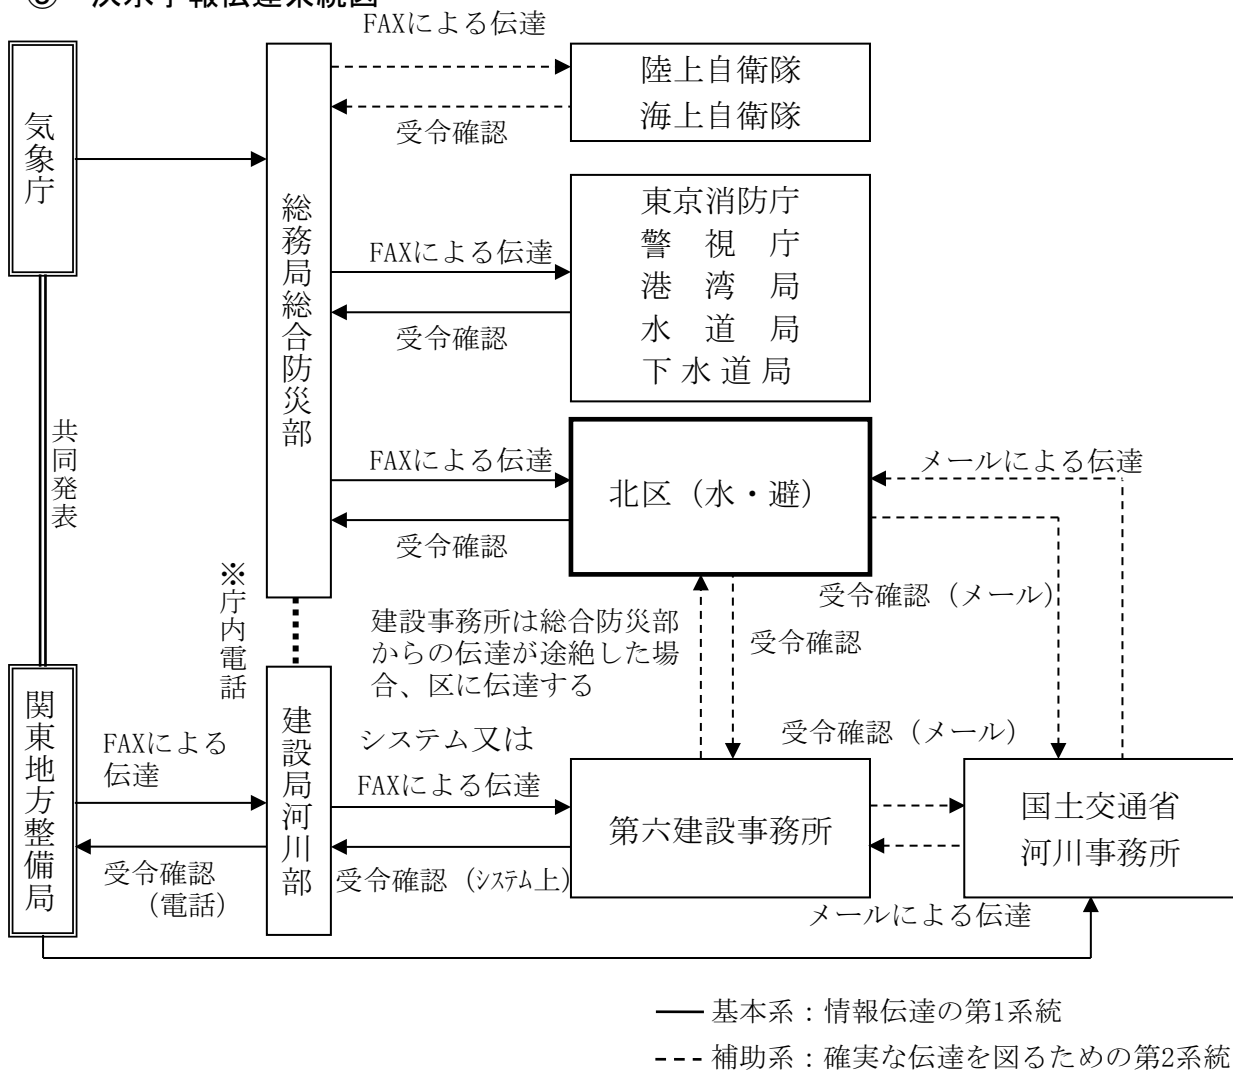 FAXによる伝達
陸上自衛隊
海上自衛隊
受令確認
気象庁
総務局総合防災部
東京消防庁
警視庁
港湾局
水道局
下水道局
FAXによる伝達
受令確認
共同発表
FAXによる伝達
北区（水・避）
メールによる伝達
受令確認
※庁内電話
受令確認（メール）
建設事務所は総合防災部
からの伝達が途絶した場
合、区に伝達する
受令確認
関東地方整備局
FAXによる
伝達
建設局河川部
システム又は
FAXによる伝達
受令確認（メール）
第六建設事務所
国土交通省
河川事務所
受令確認
（電話）
受令確認（システム上）
メールによる伝達
基本系：情報伝達の第1系統
補助系：確実な伝達を図るための第2系統